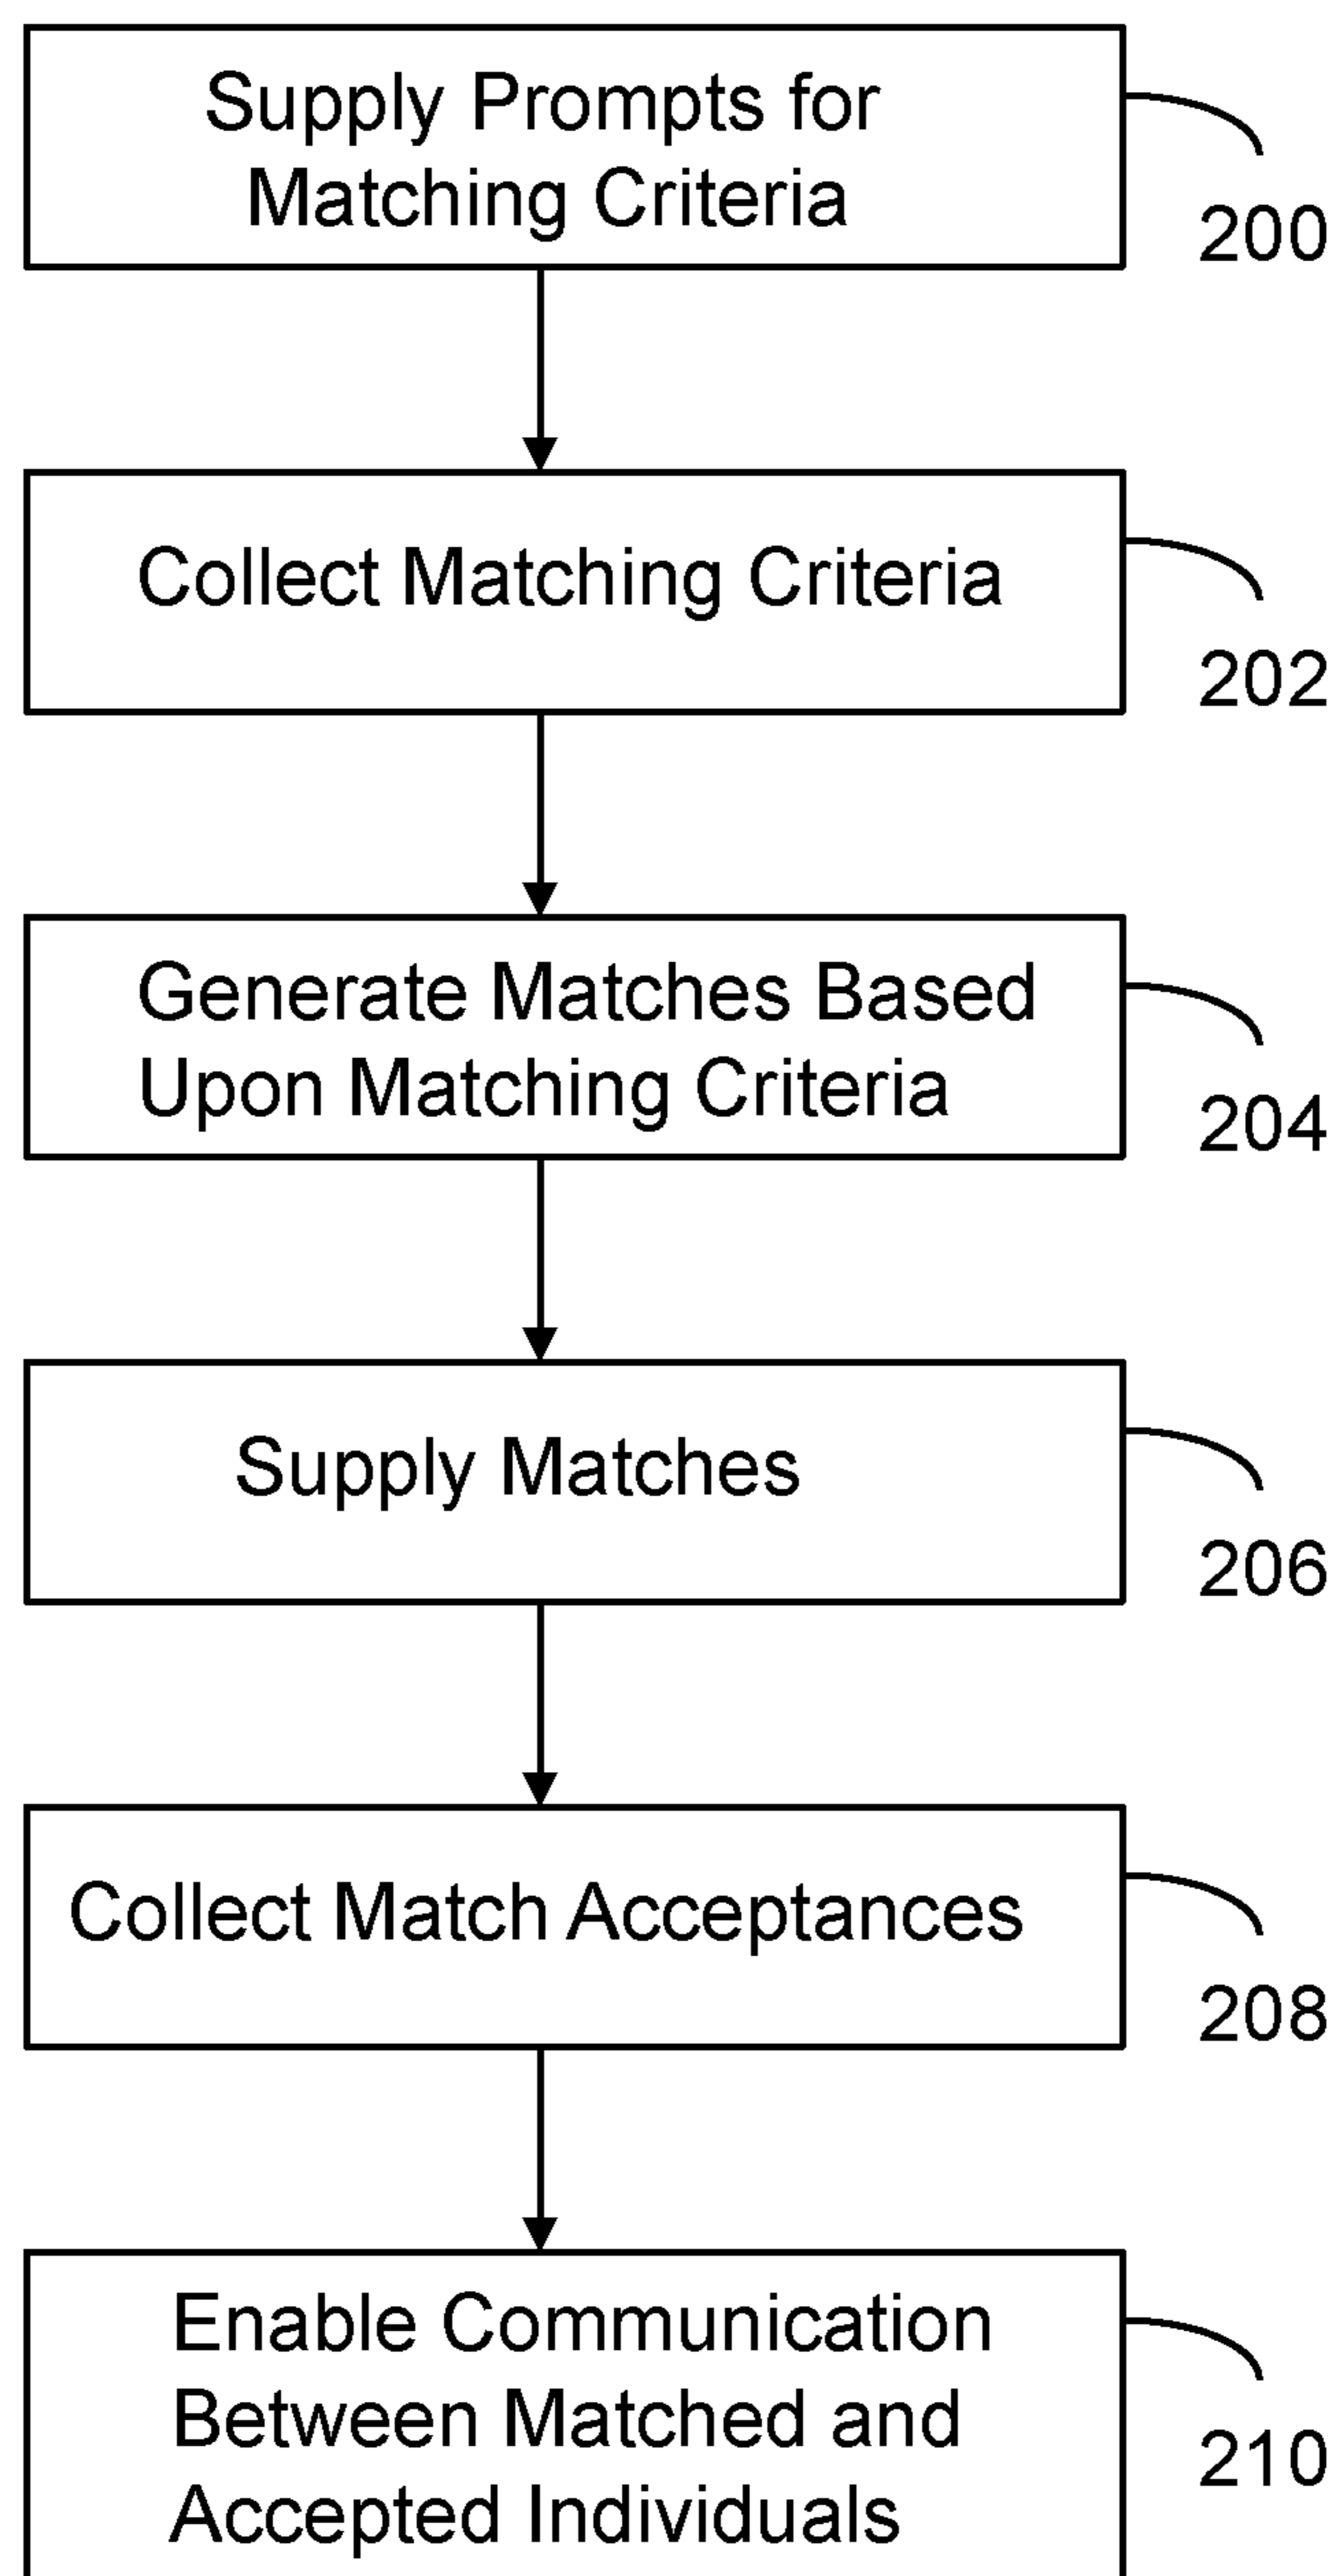 Supply Prompts for
Matching Criteria
200
Collect Matching Criteria
202
Generate Matches Based
Upon Matching Criteria
204
Supply Matches
206
Collect Match Acceptances
208
Enable Communication
Between Matched and
Accepted Individuals
210